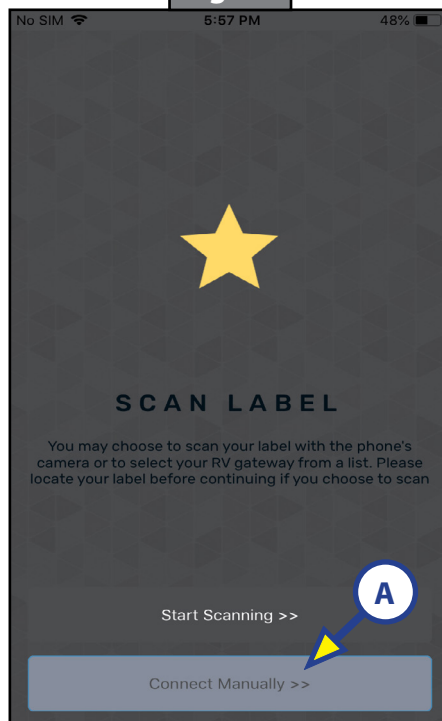 No SIM 5:57 PM 48%
SCAN LABEL
You may choose to scan your label with the phone's
camera or to select your RV gateway from a list. Please
locate your label before continuing if you choose to scan
A
Start Scanning >>
Connect Manually >>